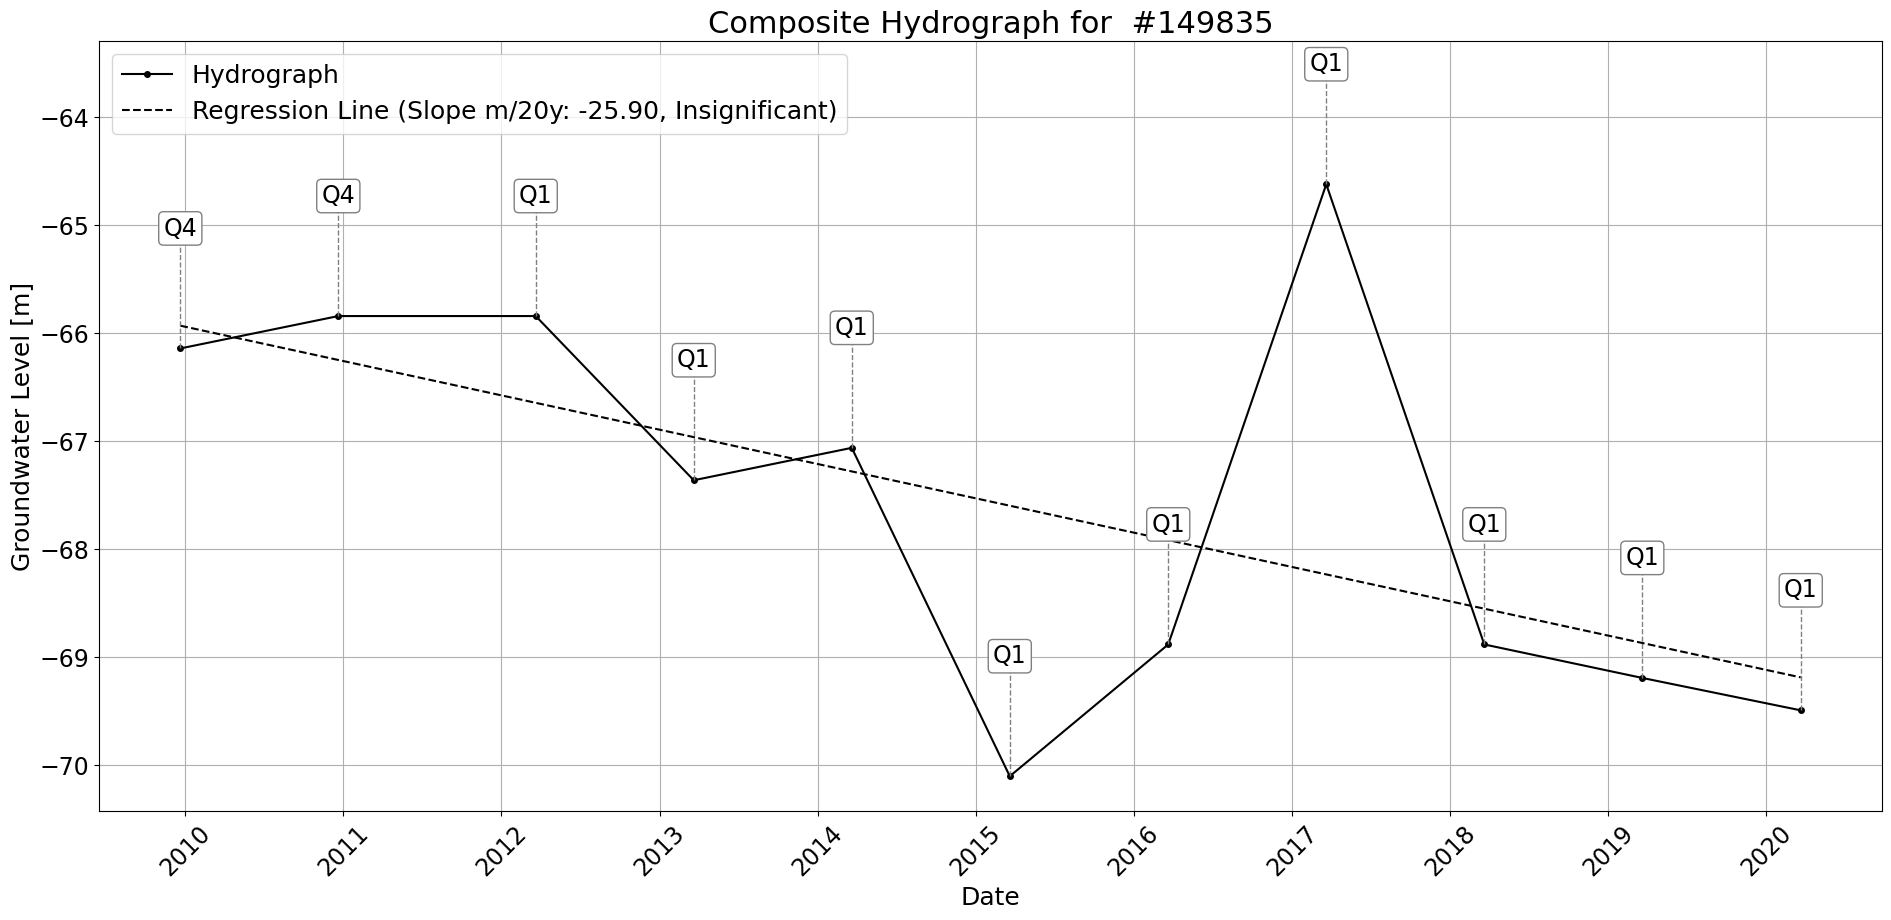 Composite Hydrograph for  #149835
Hydrograph
Regression Line (Slope m/20y: -25.90, Insignificant)
Q4
Q4
Q1
Q1
Q1
Q1
Q1
Q1
Q1
Q1
Q1
Groundwater Level [m]
−64
−65
−66
−67
−68
−69
−70
2010
2011
2012
2013
2014
2015
2016
2017
2018
2019
2020
Date